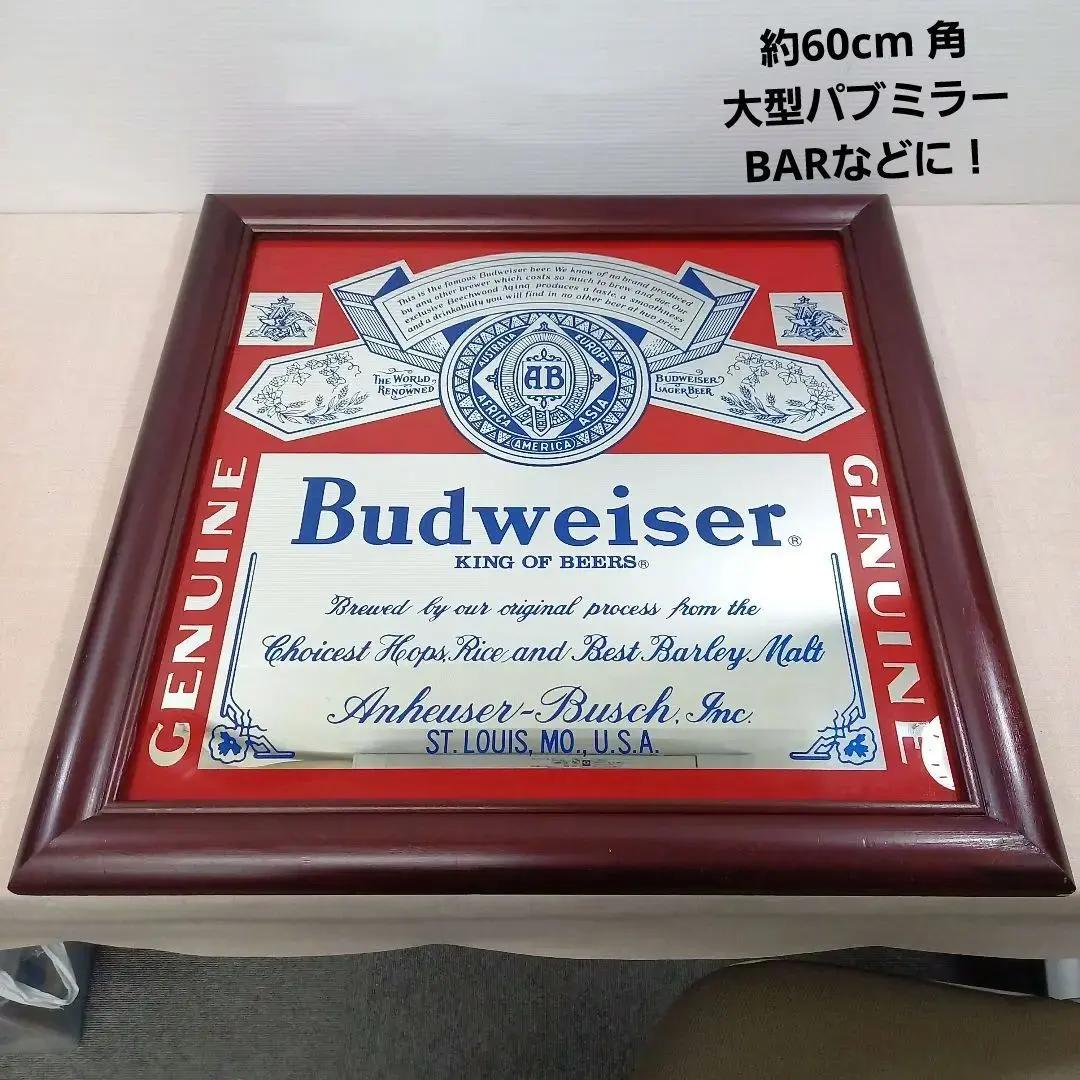 約60cm 角
大型パブミラー
BARなどに！
This is the famous Budweiser beer. We know of no brand produced
by any other brewer which costs so much to brew and age. Our
exclusive Beechwood Aging produces a taste, a smoothness
and a drinkability you will find in no other beer at any price.
AUSTRALIA
EUROPE
AB
AFRICA
ASIA
AMERICA
THE WORLD
RENOWNED
BUDWEISER
LAGER BEER
GENUINE
GENUINE
Budweiser®
KING OF BEERS®
Brewed by our original process from the
Choicest Hops, Rice and Best Barley Malt
Anheuser-Busch, Inc.
ST. LOUIS, MO., U.S.A.